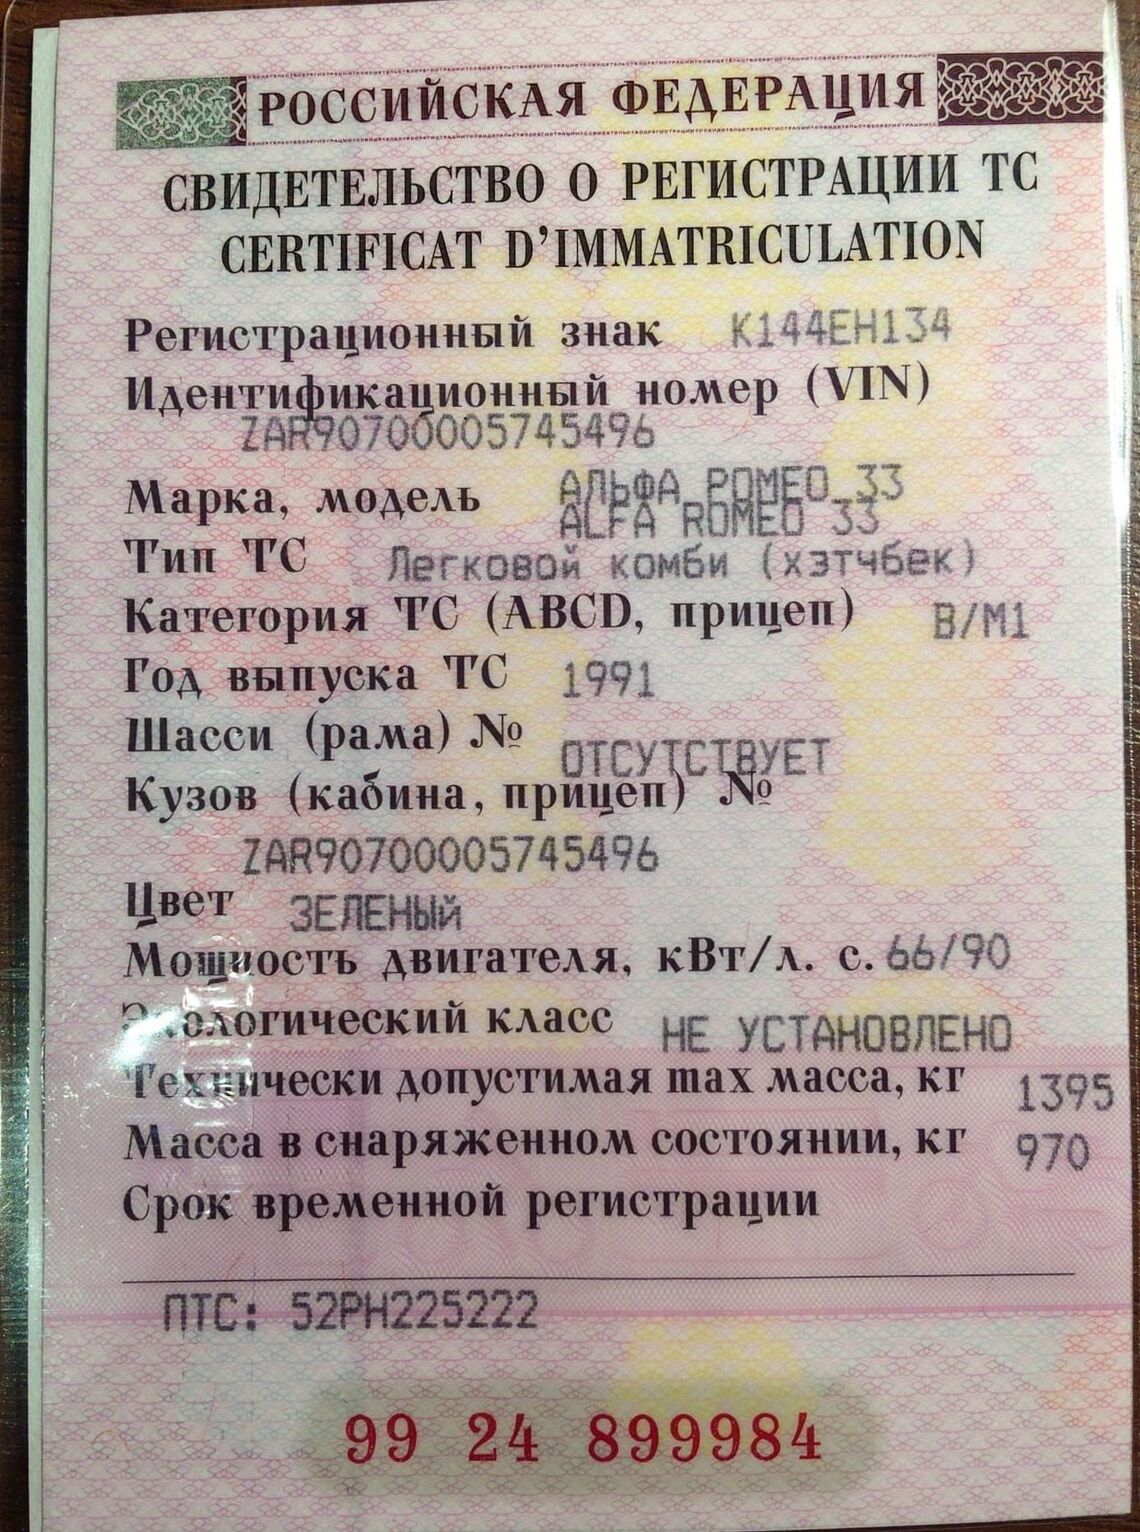 РОССИЙСКАЯ ФЕДЕРАЦИЯ
СВИДЕТЕЛЬСТВО О РЕГИСТРАЦИИ ТС
CERTIFICAT D'IMMATRICULATION
Регистрационный знак К144ЕН134
Идентификационный номер (VIN)
ZAR90700005745496
Марка, модель АЛЬФА РОМЕО 33
ALFA ROMEO 33
Тип ТС Легковой комби (хэтчбек)
Категория ТС (ABCD, прицеп) B/M1
Год выпуска ТС 1991
Шасси (рама) № ОТСУТСТВУЕТ
Кузов (кабина, прицеп) №
ZAR90700005745496
Цвет ЗЕЛЕНЫЙ
Мощность двигателя, кВт/л. с. 66/90
Экологический класс НЕ УСТАНОВЛЕНО
Технически допустимая max масса, кг 1395
Масса в снаряженном состоянии, кг 970
Срок временной регистрации
ПТС: 52РН225222
99 24 899984